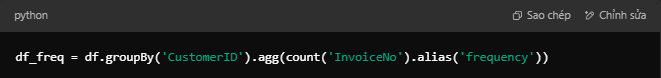 python
Sao chép
Chỉnh sửa
df_freq = df.groupBy('CustomerID').agg(count('InvoiceNo').alias('frequency'))